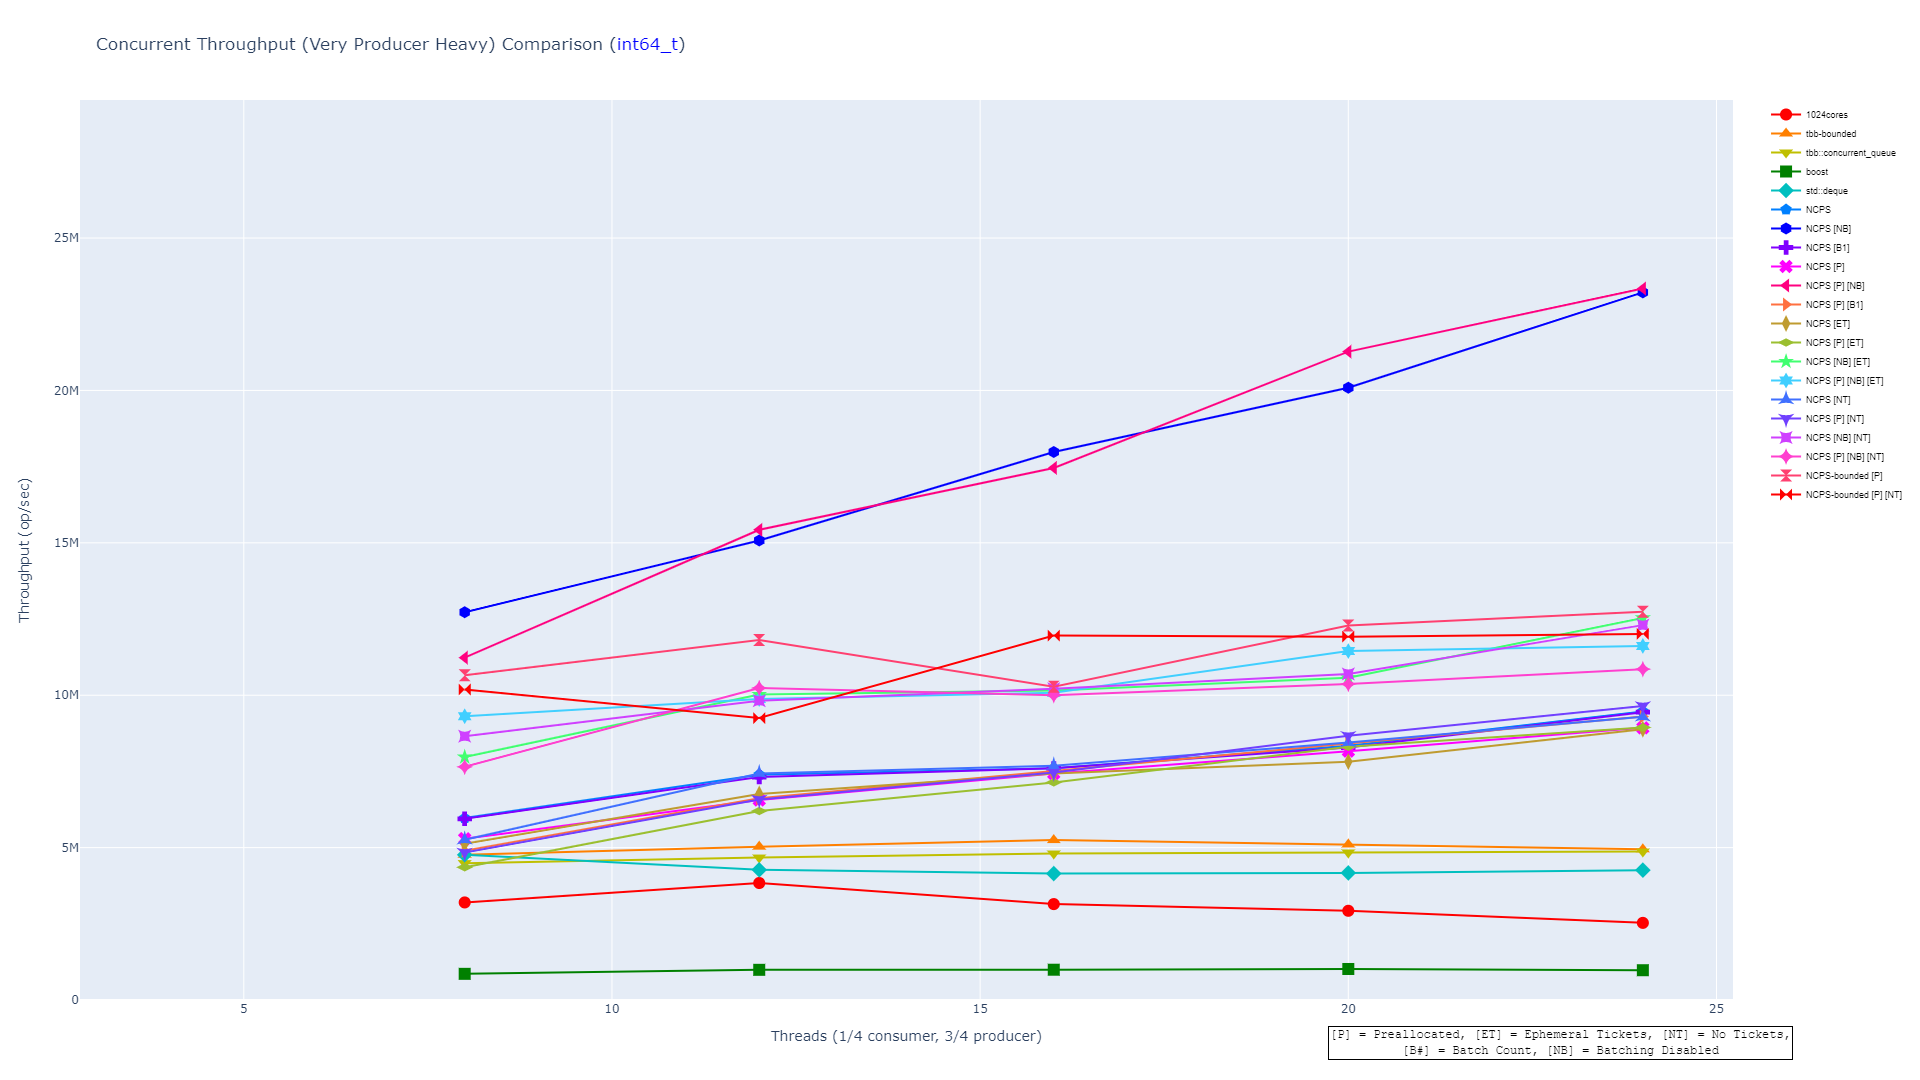 Concurrent Throughput (Very Producer Heavy) Comparison (int64_t)
Throughput (op/sec)
25M
20M
15M
10M
5M
0
5
10
15
20
25
Threads (1/4 consumer, 3/4 producer)
1024cores
tbb-bounded
tbb::concurrent_queue
boost
std::deque
NCPS
NCPS [NB]
NCPS [B1]
NCPS [P]
NCPS [P] [NB]
NCPS [P] [B1]
NCPS [ET]
NCPS [P] [ET]
NCPS [NB] [ET]
NCPS [P] [NB] [ET]
NCPS [NT]
NCPS [P] [NT]
NCPS [NB] [NT]
NCPS [P] [NB] [NT]
NCPS-bounded [P]
NCPS-bounded [P] [NT]
[P] = Preallocated, [ET] = Ephemeral Tickets, [NT] = No Tickets,
[B#] = Batch Count, [NB] = Batching Disabled